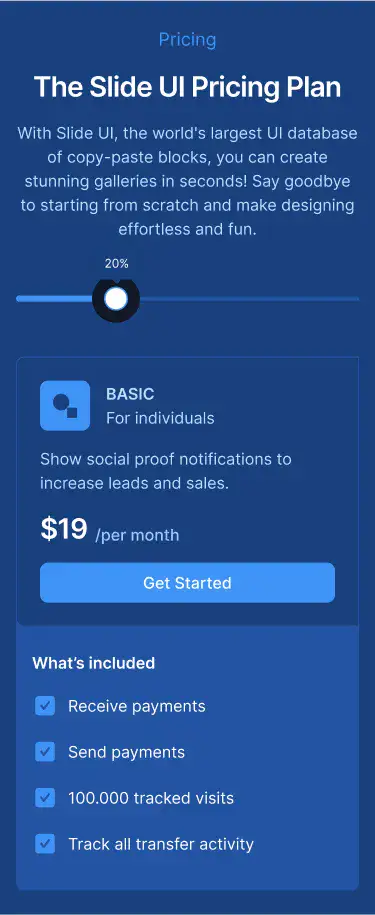 Pricing
The Slide UI Pricing Plan
With Slide UI, the world's largest UI database
of copy-paste blocks, you can create
stunning galleries in seconds! Say goodbye
to starting from scratch and make designing
effortless and fun.
20%
BASIC
For individuals
Show social proof notifications to
increase leads and sales.
$19 /per month
Get Started
What’s included
Receive payments
Send payments
100.000 tracked visits
Track all transfer activity